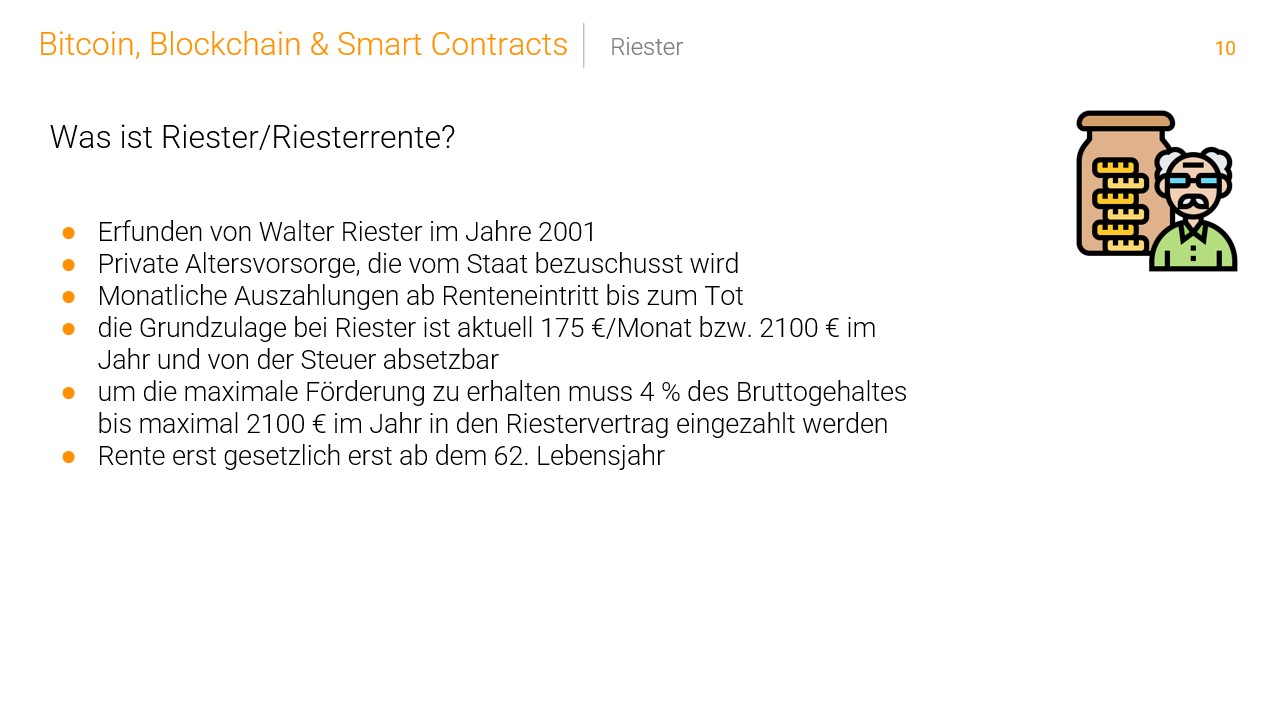 Bitcoin, Blockchain & Smart Contracts
Riester
10
Was ist Riester/Riesterrente?
● Erfunden von Walter Riester im Jahre 2001
● Private Altersvorsorge, die vom Staat bezuschusst wird
● Monatliche Auszahlungen ab Renteneintritt bis zum Tot
● die Grundzulage bei Riester ist aktuell 175 €/Monat bzw. 2100 € im
Jahr und von der Steuer absetzbar
● um die maximale Förderung zu erhalten muss 4 % des Bruttogehaltes
bis maximal 2100 € im Jahr in den Riestervertrag eingezahlt werden
● Rente erst gesetzlich erst ab dem 62. Lebensjahr